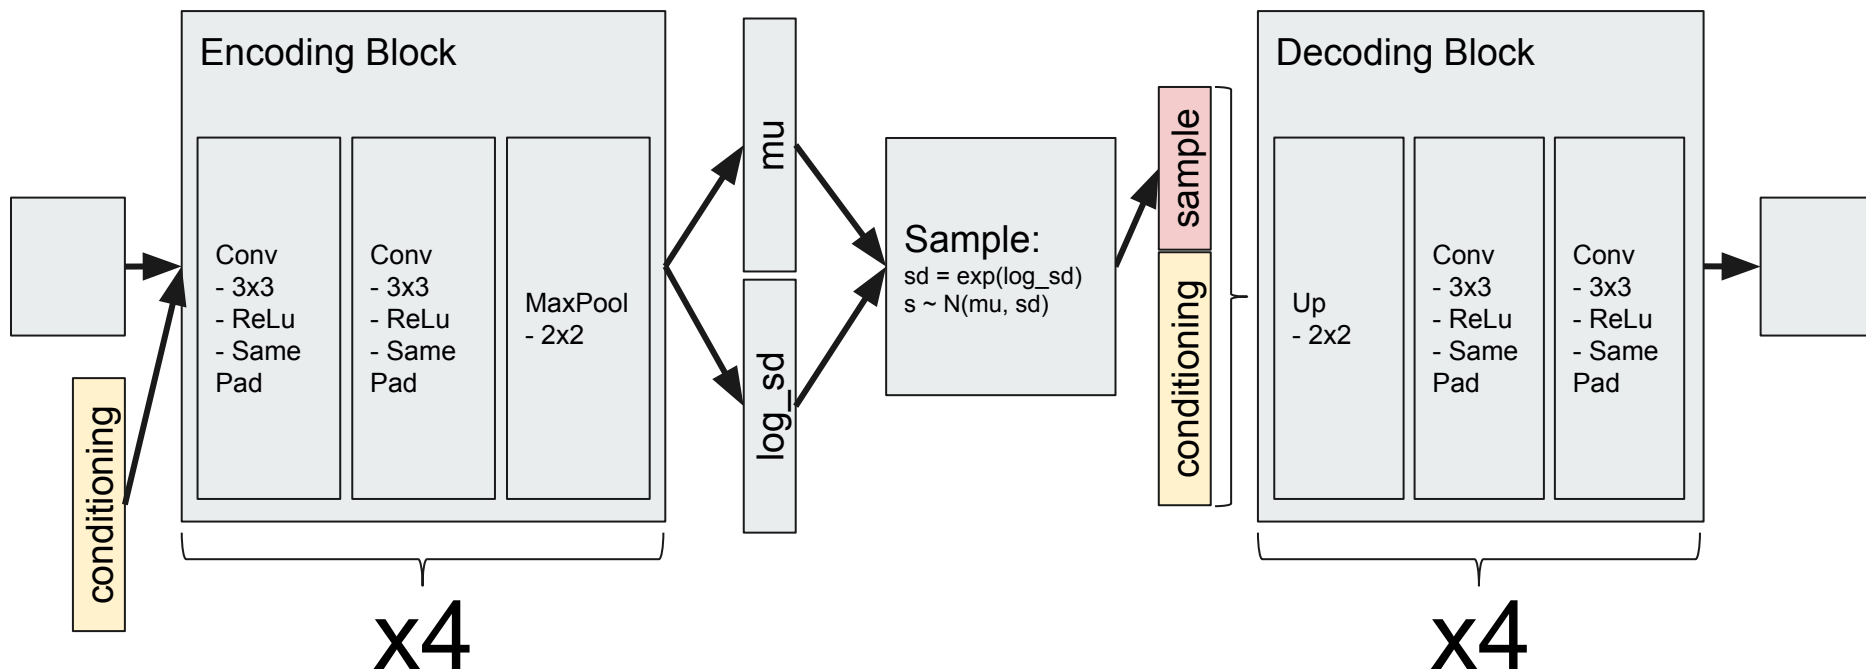 Encoding Block
Conv
- 3x3
- ReLu
- Same
Pad
Conv
- 3x3
- ReLu
- Same
Pad
MaxPool
- 2x2
conditioning
x4
mu
log_sd
Sample:
sd = exp(log_sd)
s ~ N(mu, sd)
sample
conditioning
Decoding Block
Up
- 2x2
Conv
- 3x3
- ReLu
- Same
Pad
Conv
- 3x3
- ReLu
- Same
Pad
x4